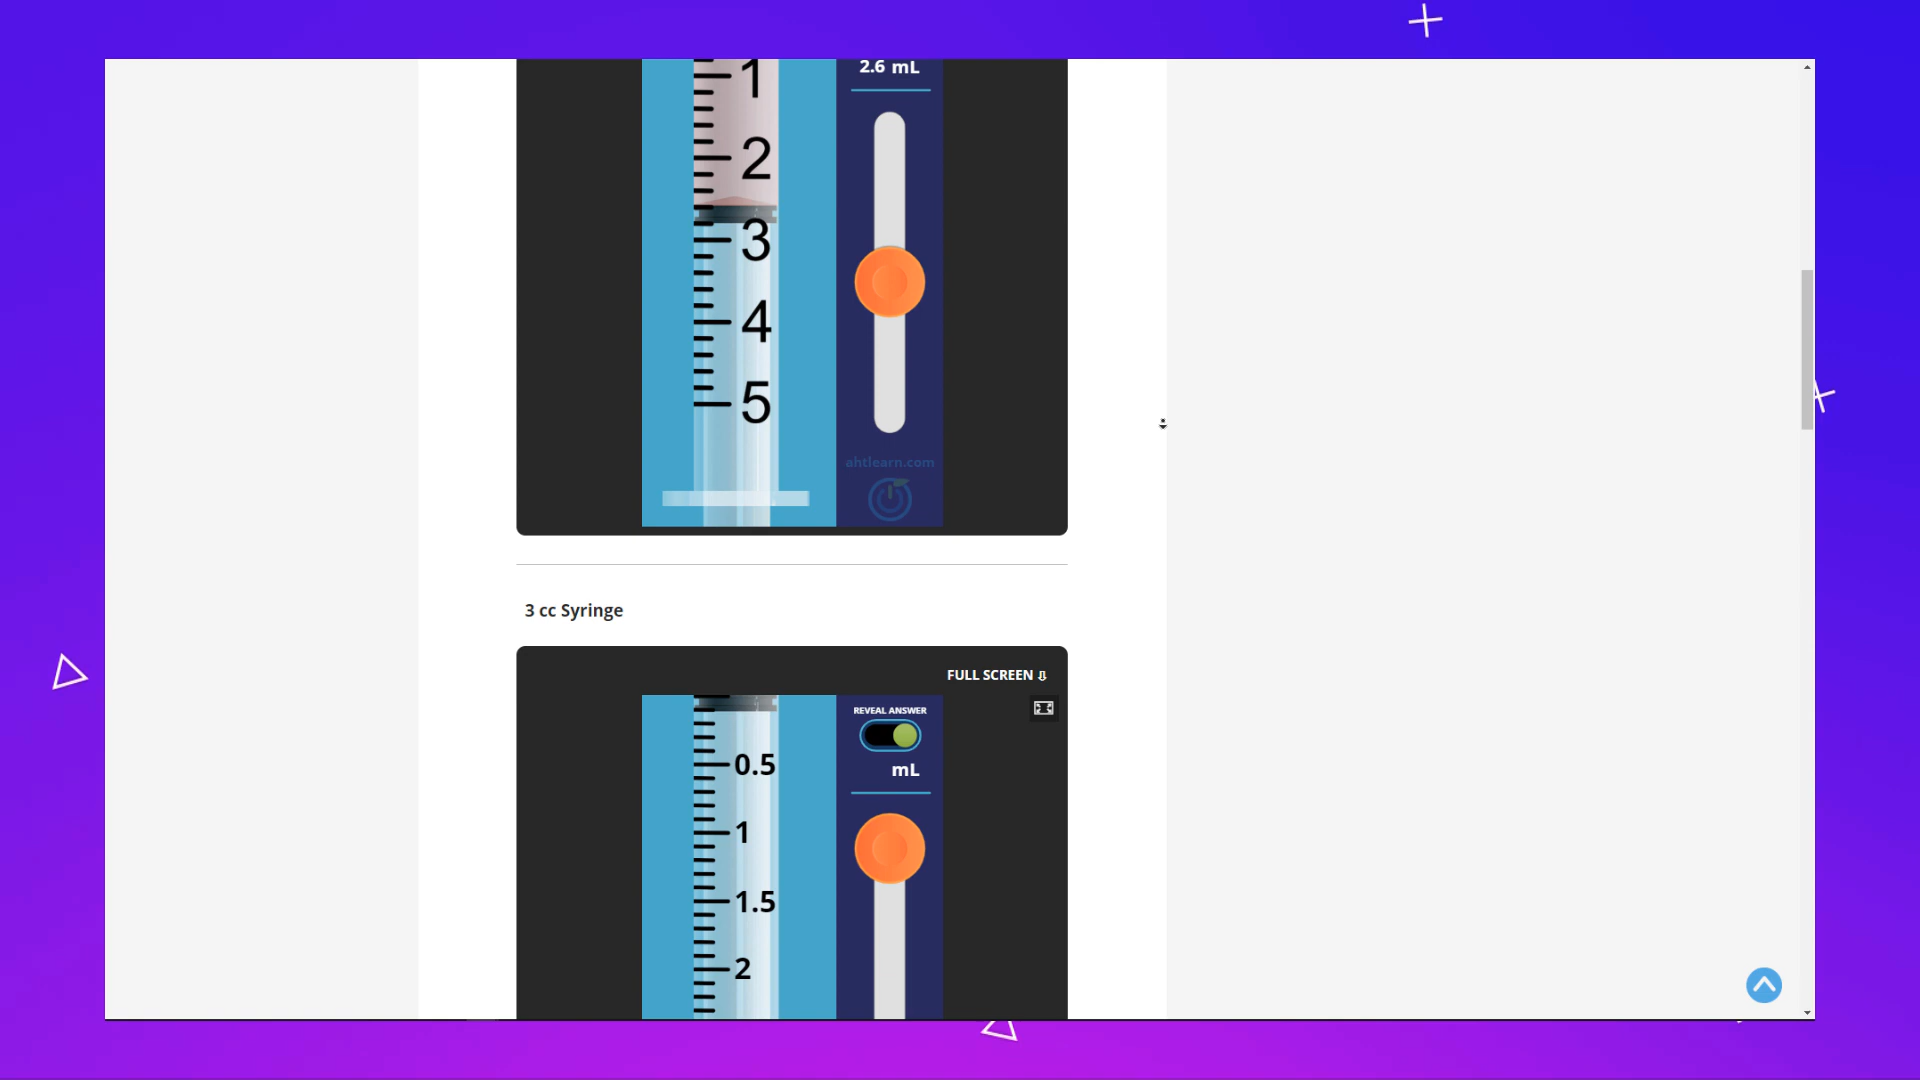 2.6 mL
1
2
3
4
5
ahtlearn.com
3 cc Syringe
FULL SCREEN ⇩
REVEAL ANSWER
mL
0.5
1
1.5
2